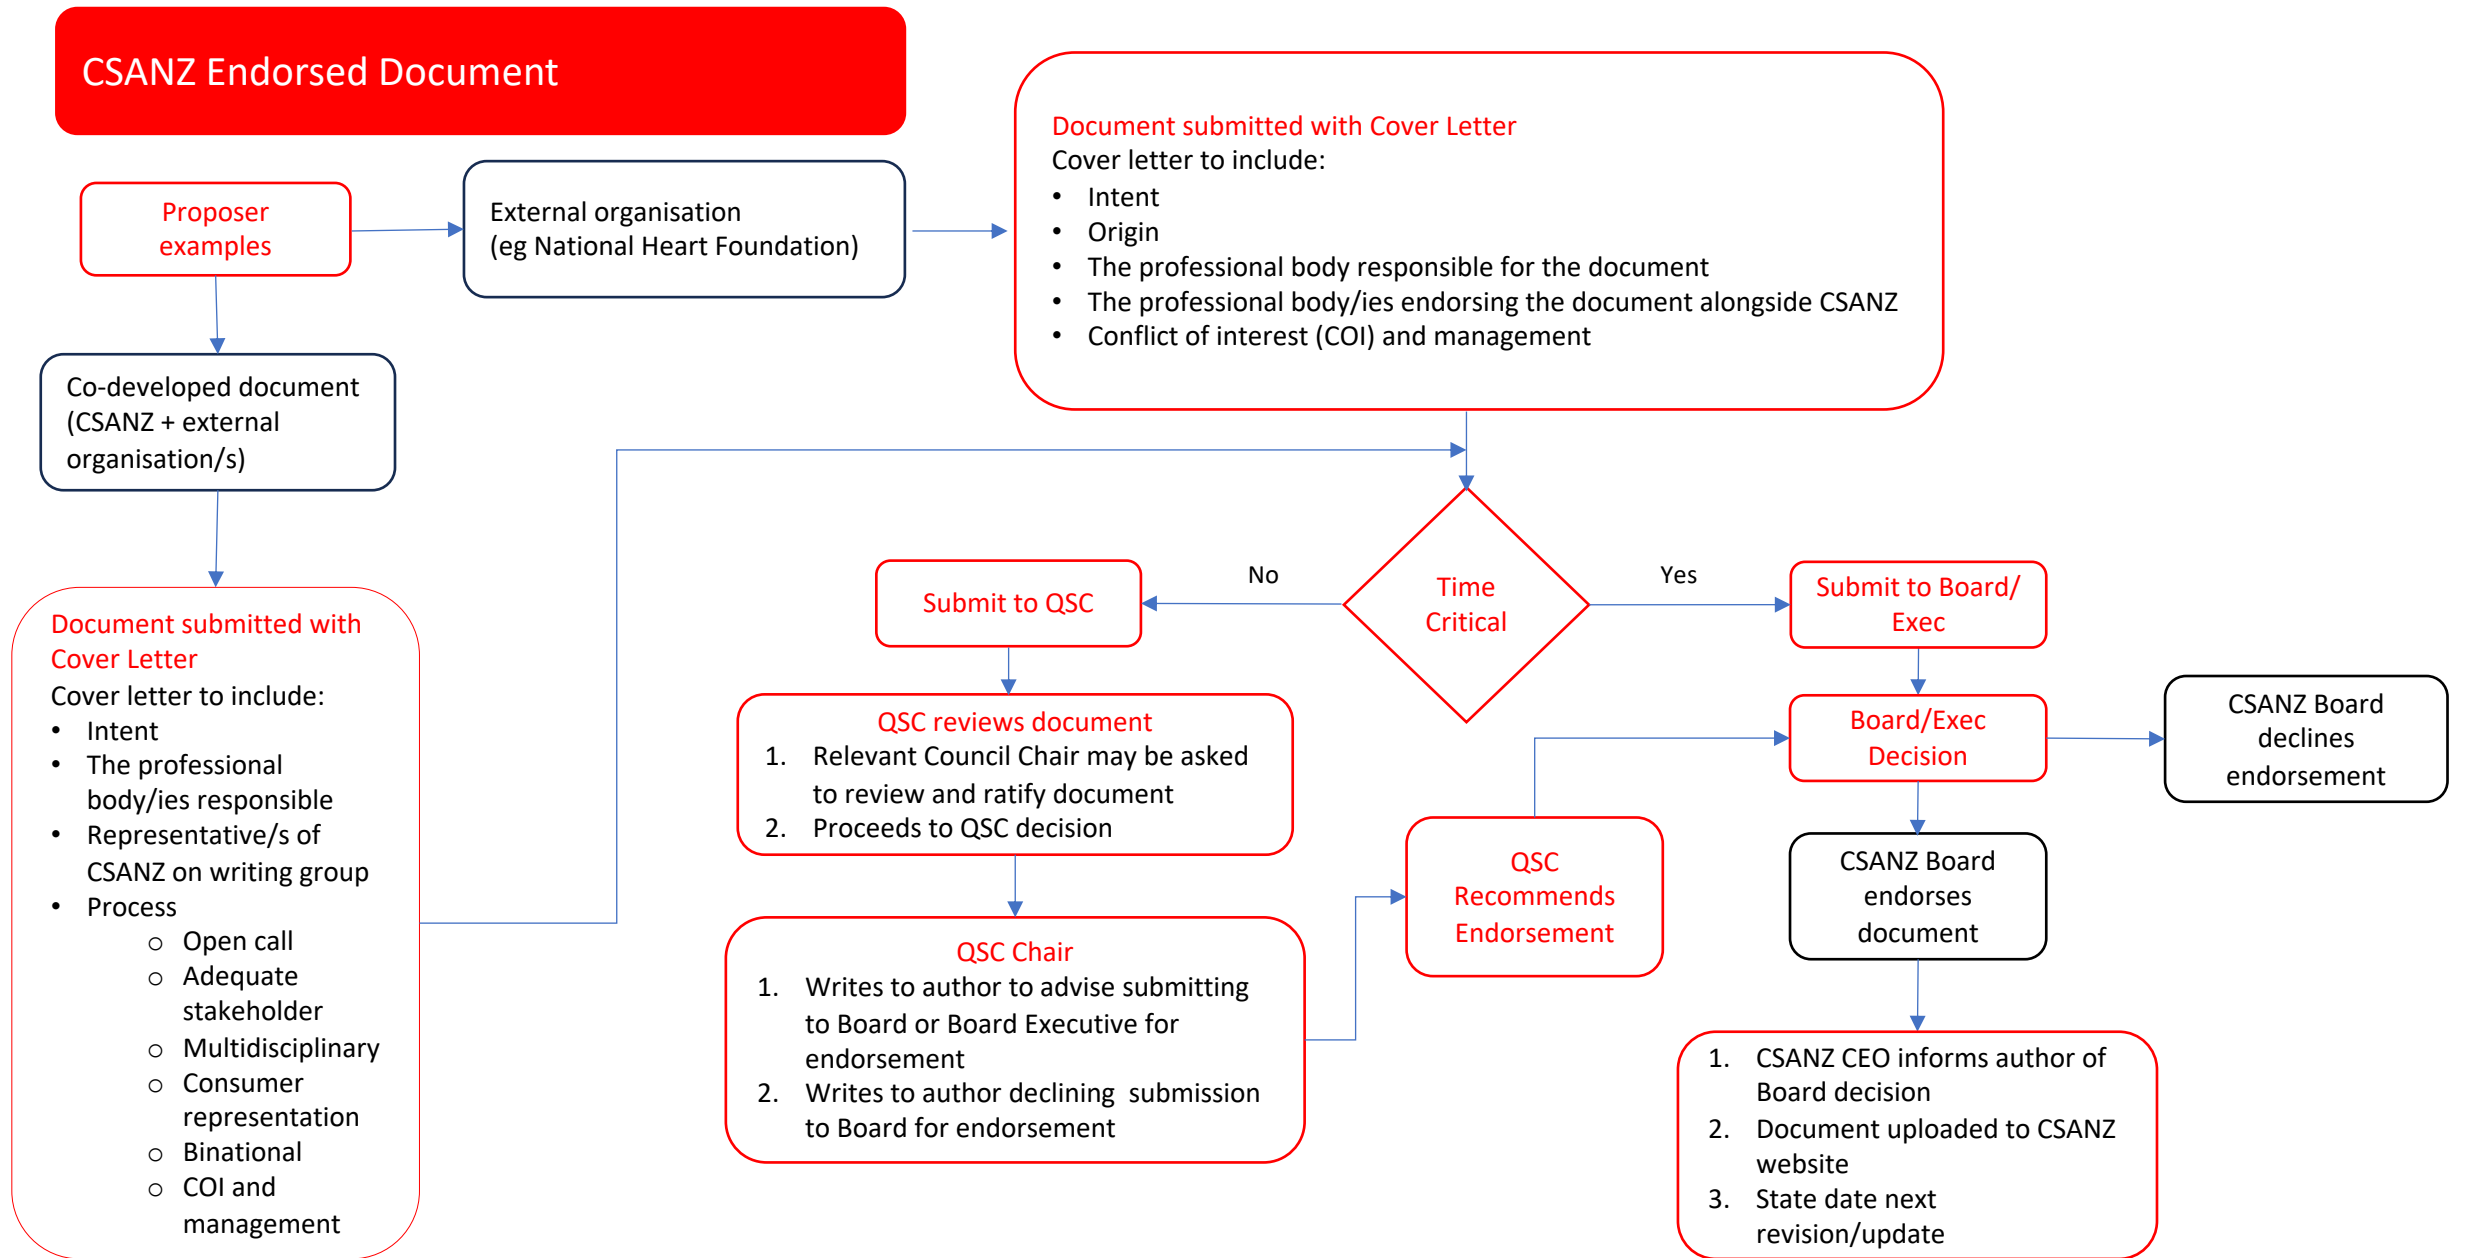 CSANZ Endorsed Document
Proposer
examples
External organisation
(eg National Heart Foundation)
Document submitted with Cover Letter
Cover letter to include:
• Intent
• Origin
• The professional body responsible for the document
• The professional body/ies endorsing the document alongside CSANZ
• Conflict of interest (COI) and management
Co-developed document
(CSANZ + external
organisation/s)
Document submitted with
Cover Letter
Cover letter to include:
• Intent
• The professional
body/ies responsible
• Representative/s of
CSANZ on writing group
• Process
o Open call
o Adequate
stakeholder
o Multidisciplinary
o Consumer
representation
o Binational
o COI and
management
Time
Critical
No
Yes
Submit to QSC
QSC reviews document
1. Relevant Council Chair may be asked
to review and ratify document
2. Proceeds to QSC decision
QSC Chair
1. Writes to author to advise submitting
to Board or Board Executive for
endorsement
2. Writes to author declining  submission
to Board for endorsement
QSC
Recommends
Endorsement
Submit to Board/
Exec
Board/Exec
Decision
CSANZ Board
declines
endorsement
CSANZ Board
endorses
document
1. CSANZ CEO informs author of
Board decision
2. Document uploaded to CSANZ
website
3. State date next
revision/update